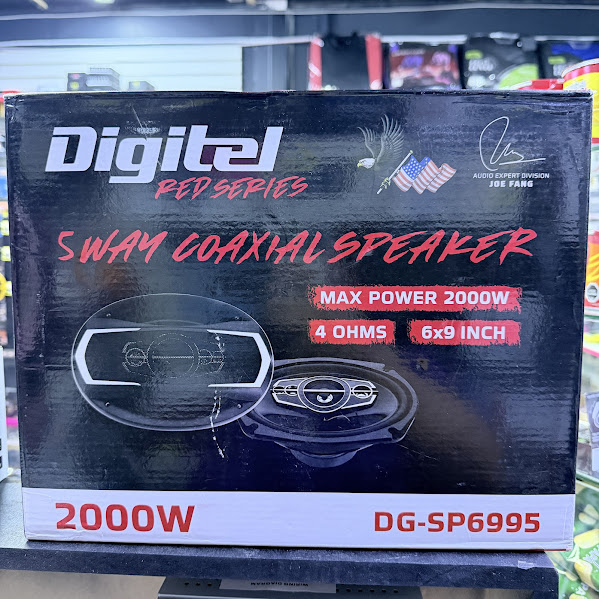 Digitel
RED SERIES
AUDIO EXPERT DIVISION
JOE FANG
5 WAY COAXIAL SPEAKER
MAX POWER 2000W
4 OHMS
6x9 INCH
2000W
DG-SP6995